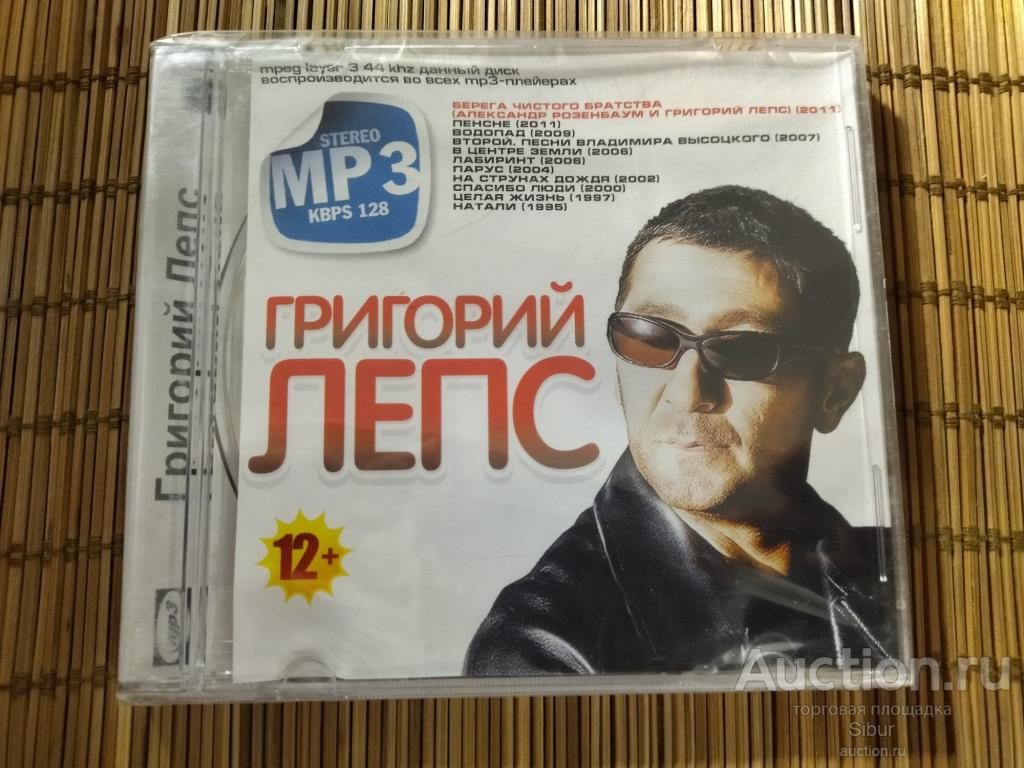 mpeg layer 3 44 khz данный диск
воспроизводится во всех mp3-плейерах
STEREO
MP3
KBPS 128
БЕРЕГА ЧИСТОГО БРАТСТВА
(АЛЕКСАНДР РОЗЕНБАУМ И ГРИГОРИЙ ЛЕПС) (2011)
ПЕНСНЕ (2011)
ВОДОПАД (2009)
ВТОРОЙ. ПЕСНИ ВЛАДИМИРА ВЫСОЦКОГО (2007)
В ЦЕНТРЕ ЗЕМЛИ (2006)
ЛАБИРИНТ (2006)
ПАРУС (2004)
НА СТРУНАХ ДОЖДЯ (2002)
СПАСИБО ЛЮДИ (2000)
ЦЕЛАЯ ЖИЗНЬ (1997)
НАТАЛИ (1995)
ГРИГОРИЙ
ЛЕПС
12+
Григорий Лепс
mp3
Auction.ru
торговая площадка
Sibur
auction.ru